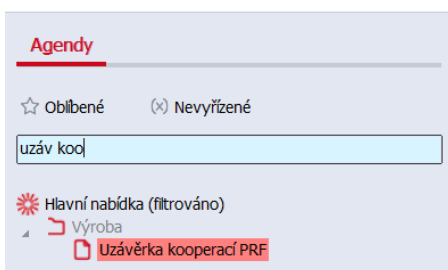 Agendy
Oblíbené (×) Nevyřízené
uzáv koo
Hlavní nabídka (filtrováno)
Výroba
Uzávěrka kooperací PRF